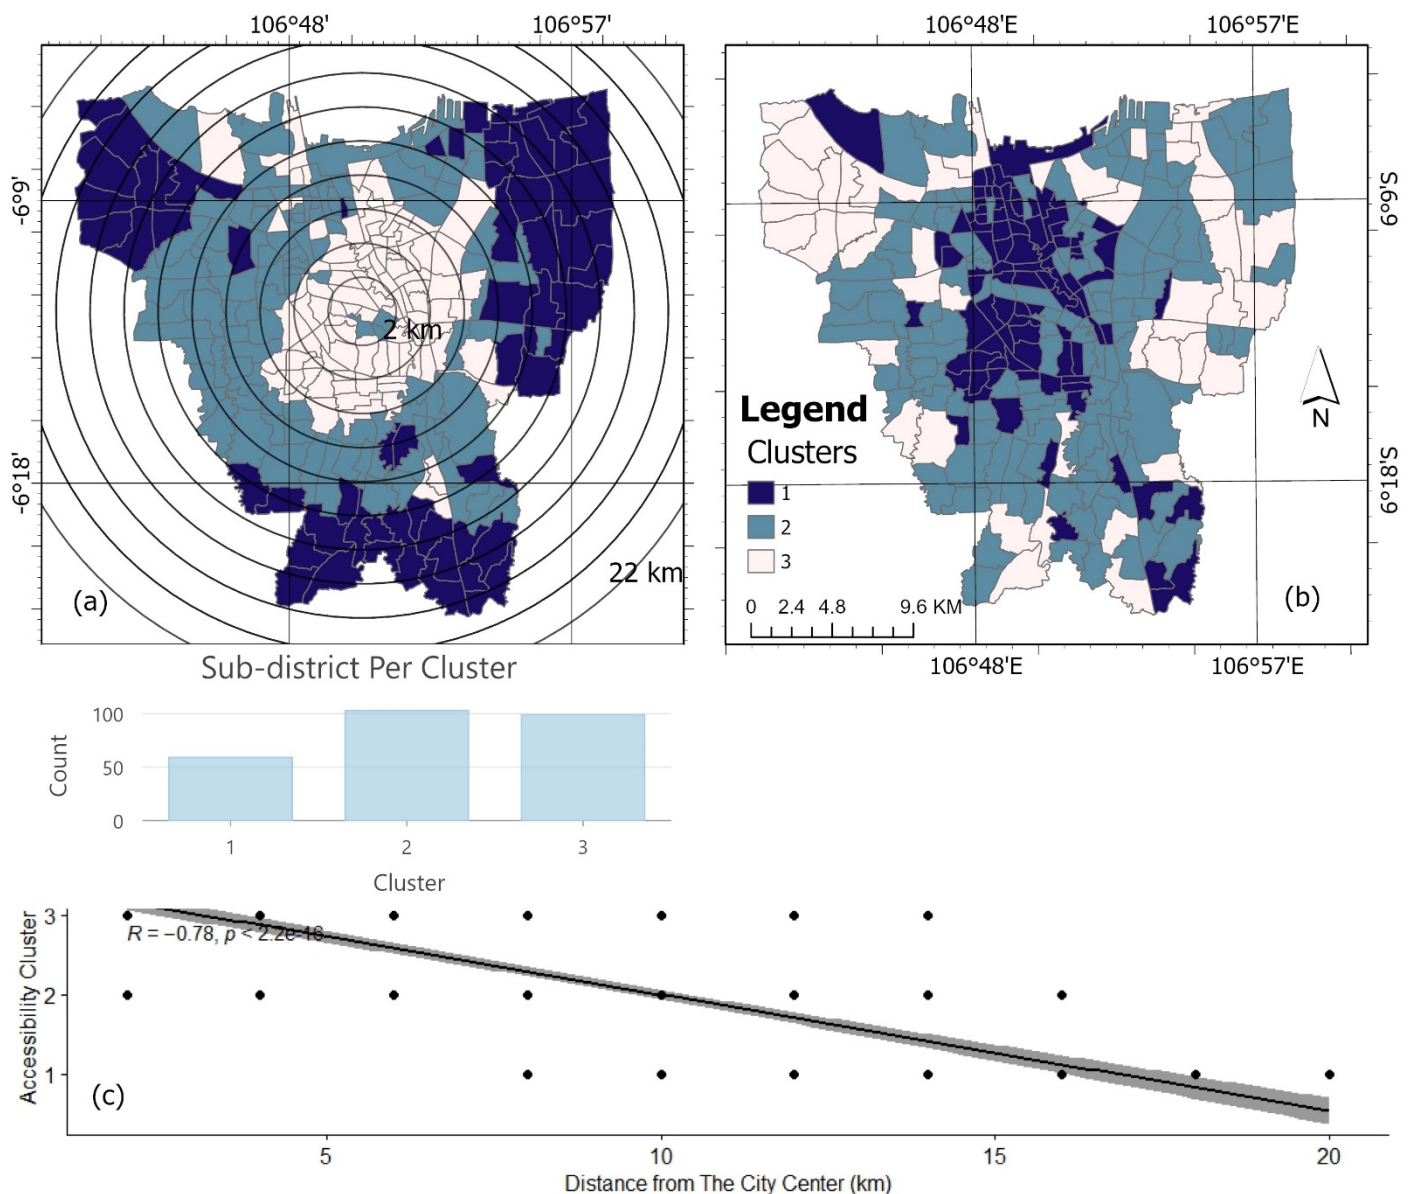 106°48' 106°57' 106°48'E 106°57'E
-6°9'
6°9'S
2 km
Legend
Clusters
N
-6°18'
6°18'S
1
2
3
22 km
0 2.4 4.8 9.6 KM
(a)
(b)
106°48'E 106°57'E
Sub-district Per Cluster
100
50
0
Count
1 2 3
Cluster
3
R = −0.78, p < 2.2e-16
2
1
Accessibility Cluster
(c)
5 10 15 20
Distance from The City Center (km)